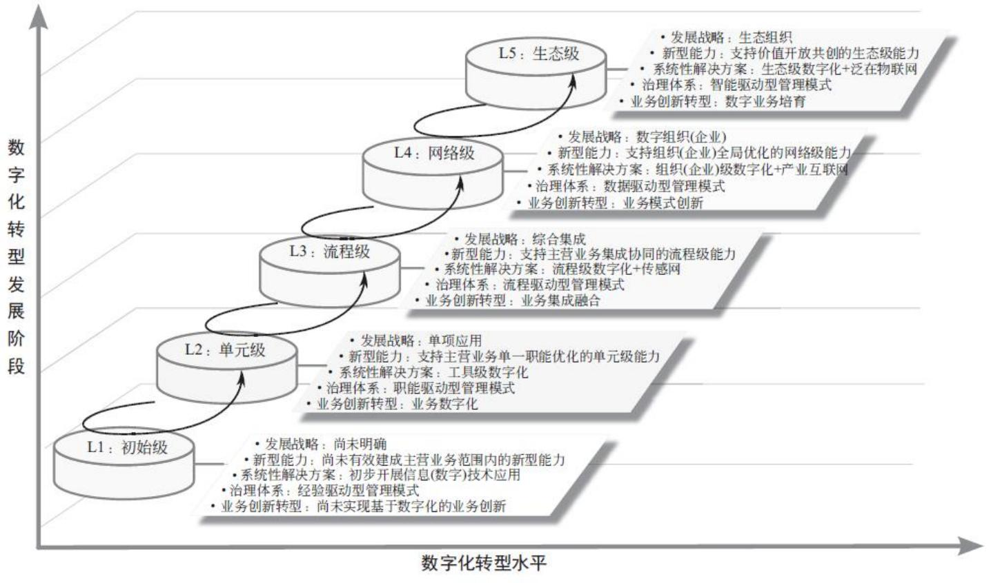 数字化转型发展阶段
L5：生态级
• 发展战略：生态组织
• 新型能力：支持价值开放共创的生态级能力
• 系统性解决方案：生态级数字化+泛在物联网
• 治理体系：智能驱动型管理模式
• 业务创新转型：数字业务培育
L4：网络级
• 发展战略：数字组织(企业)
• 新型能力：支持组织(企业)全局优化的网络级能力
• 系统性解决方案：组织(企业)级数字化+产业互联网
• 治理体系：数据驱动型管理模式
• 业务创新转型：业务模式创新
L3：流程级
• 发展战略：综合集成
• 新型能力：支持主营业务集成协同的流程级能力
• 系统性解决方案：流程级数字化+传感网
• 治理体系：流程驱动型管理模式
• 业务创新转型：业务集成融合
L2：单元级
• 发展战略：单项应用
• 新型能力：支持主营业务单一职能优化的单元级能力
• 系统性解决方案：工具级数字化
• 治理体系：职能驱动型管理模式
• 业务创新转型：业务数字化
L1：初始级
• 发展战略：尚未明确
• 新型能力：尚未有效建成主营业务范围内的新型能力
• 系统性解决方案：初步开展信息(数字)技术应用
• 治理体系：经验驱动型管理模式
• 业务创新转型：尚未实现基于数字化的业务创新
数字化转型水平